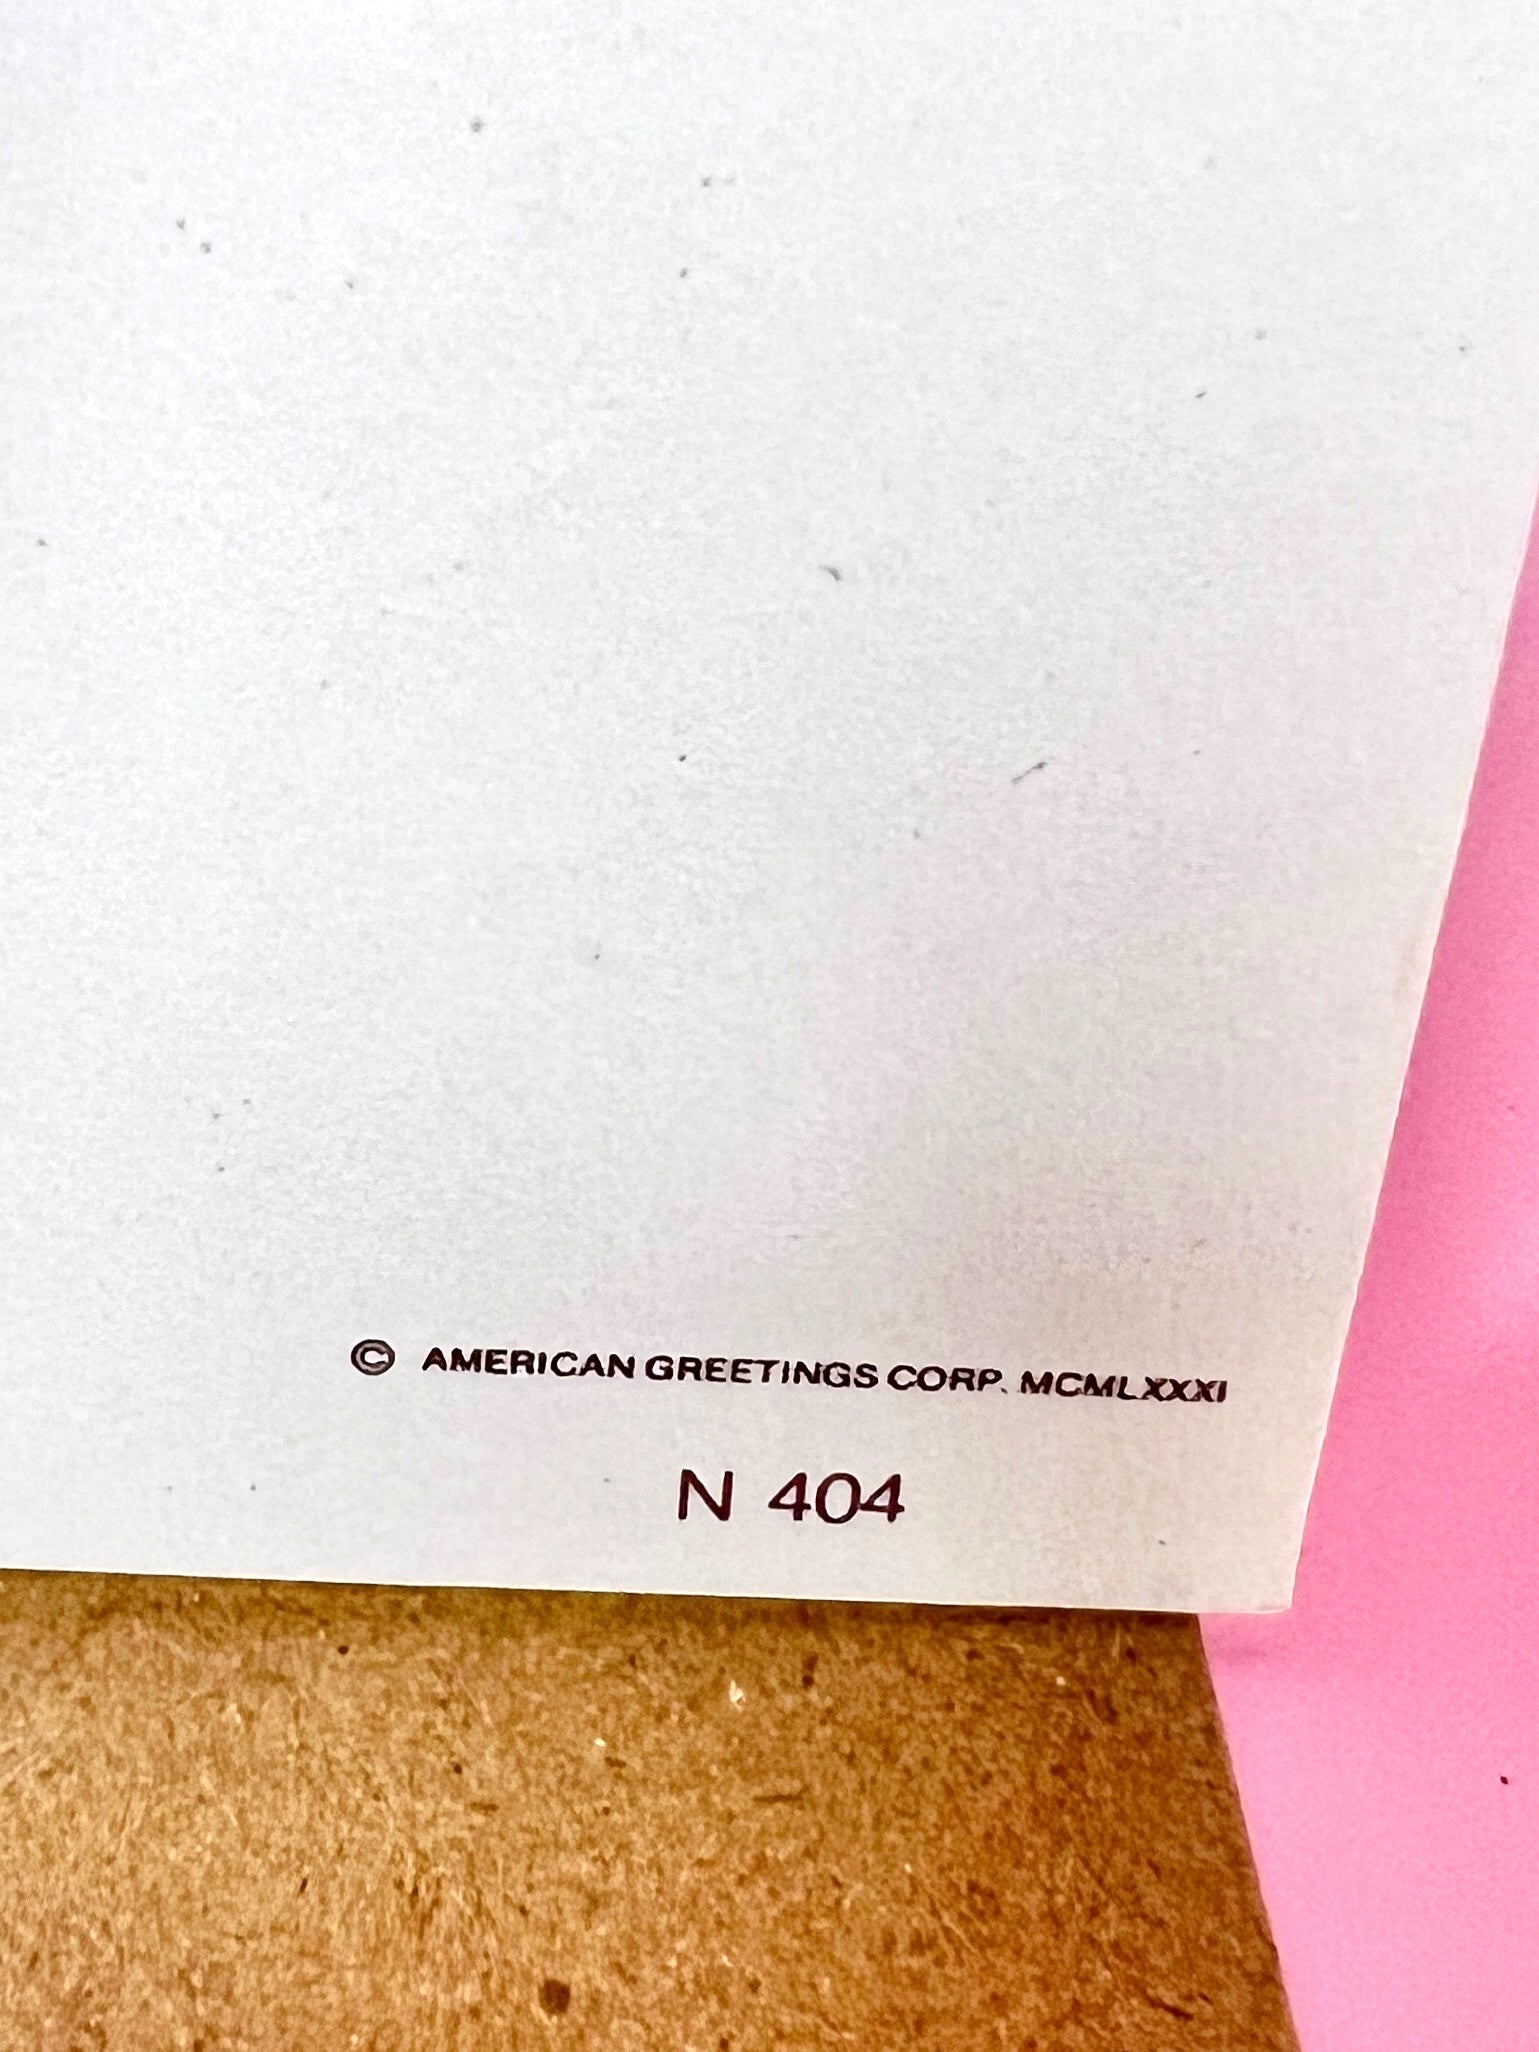 © AMERICAN GREETINGS CORP. MCMLXXXI
N 404